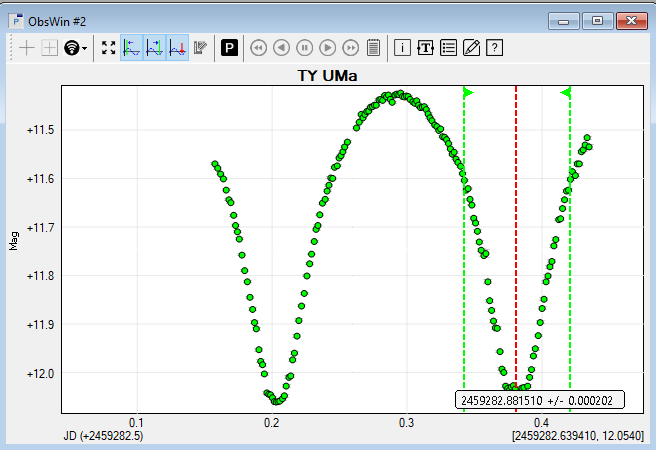 ObsWin #2
P
i
T
?
TY UMa
Mag
+11.5
+11.6
+11.7
+11.8
+11.9
+12.0
2459282.881510 +/- 0.000202
0.1 0.2 0.3 0.4
JD (+2459282.5) [2459282.639410, 12.0540]